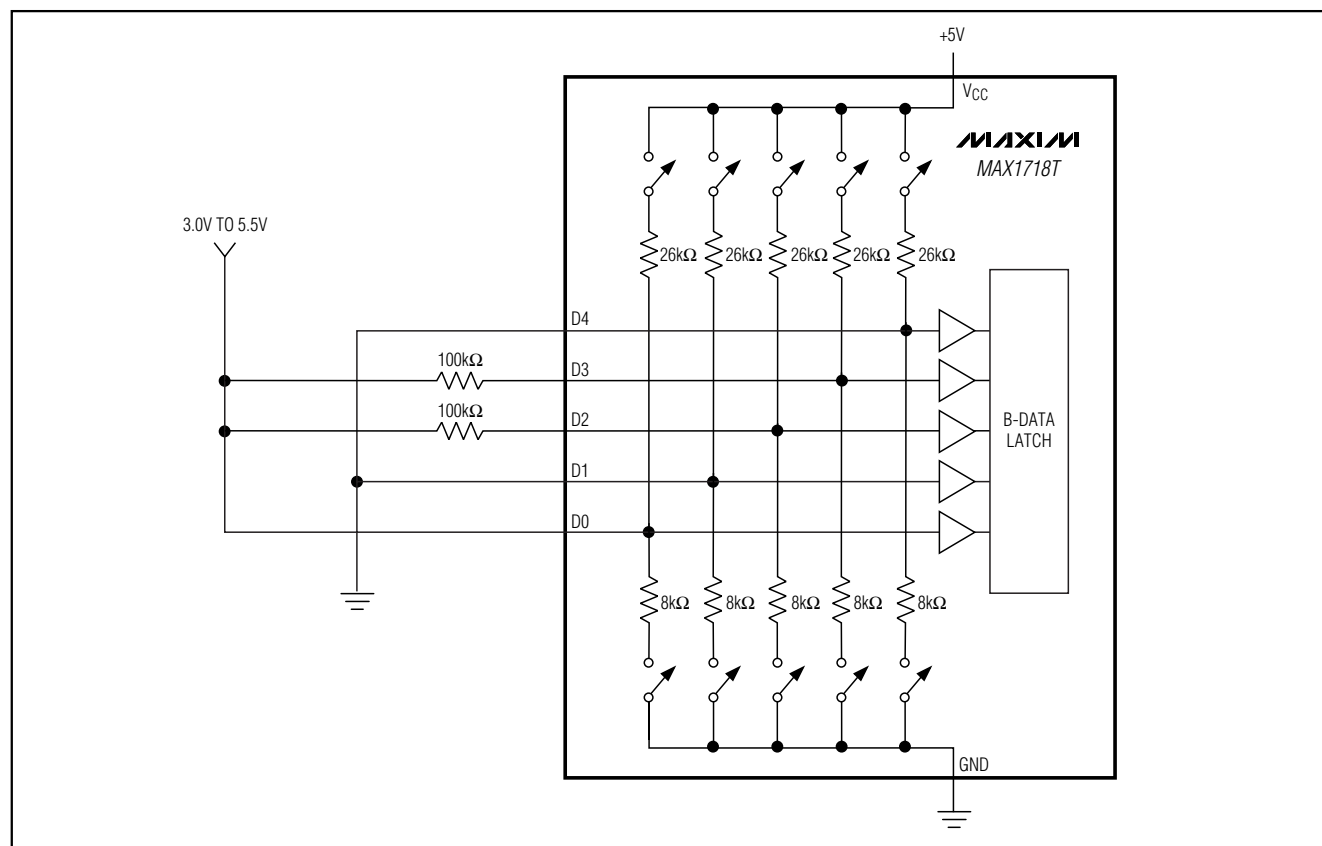 +5V
VCC
MAXIM
MAX1718T
3.0V TO 5.5V
26kΩ 26kΩ 26kΩ 26kΩ 26kΩ
D4
100kΩ
D3
100kΩ
D2
B-DATA
LATCH
D1
D0
8kΩ 8kΩ 8kΩ 8kΩ 8kΩ
GND